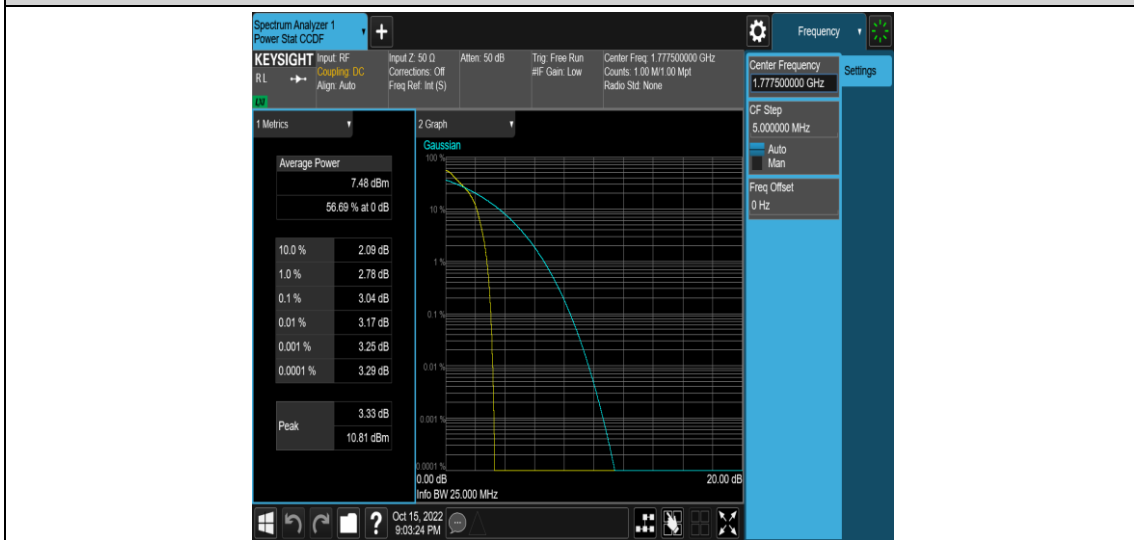 Spectrum Analyzer 1
Power Stat CCDF
Frequency
KEYSIGHT
RL
LXI
Input: RF
Coupling: DC
Align: Auto
Input Z: 50 Ω
Corrections: Off
Freq Ref: Int (S)
Atten: 50 dB
Trig: Free Run
#IF Gain: Low
Center Freq: 1.777500000 GHz
Counts: 1.00 M/1.00 Mpt
Radio Std: None
Center Frequency
1.777500000 GHz
Settings
CF Step
5.000000 MHz
Auto
Man
Freq Offset
0 Hz
1 Metrics
Average Power
7.48 dBm
56.69 % at 0 dB
10.0 % 2.09 dB
1.0 % 2.78 dB
0.1 % 3.04 dB
0.01 % 3.17 dB
0.001 % 3.25 dB
0.0001 % 3.29 dB
Peak
3.33 dB
10.81 dBm
2 Graph
Gaussian
100 %
10 %
1 %
0.1 %
0.01 %
0.001 %
0.0001 %
0.00 dB 20.00 dB
Info BW 25.000 MHz
?
Oct 15, 2022
9:03:24 PM